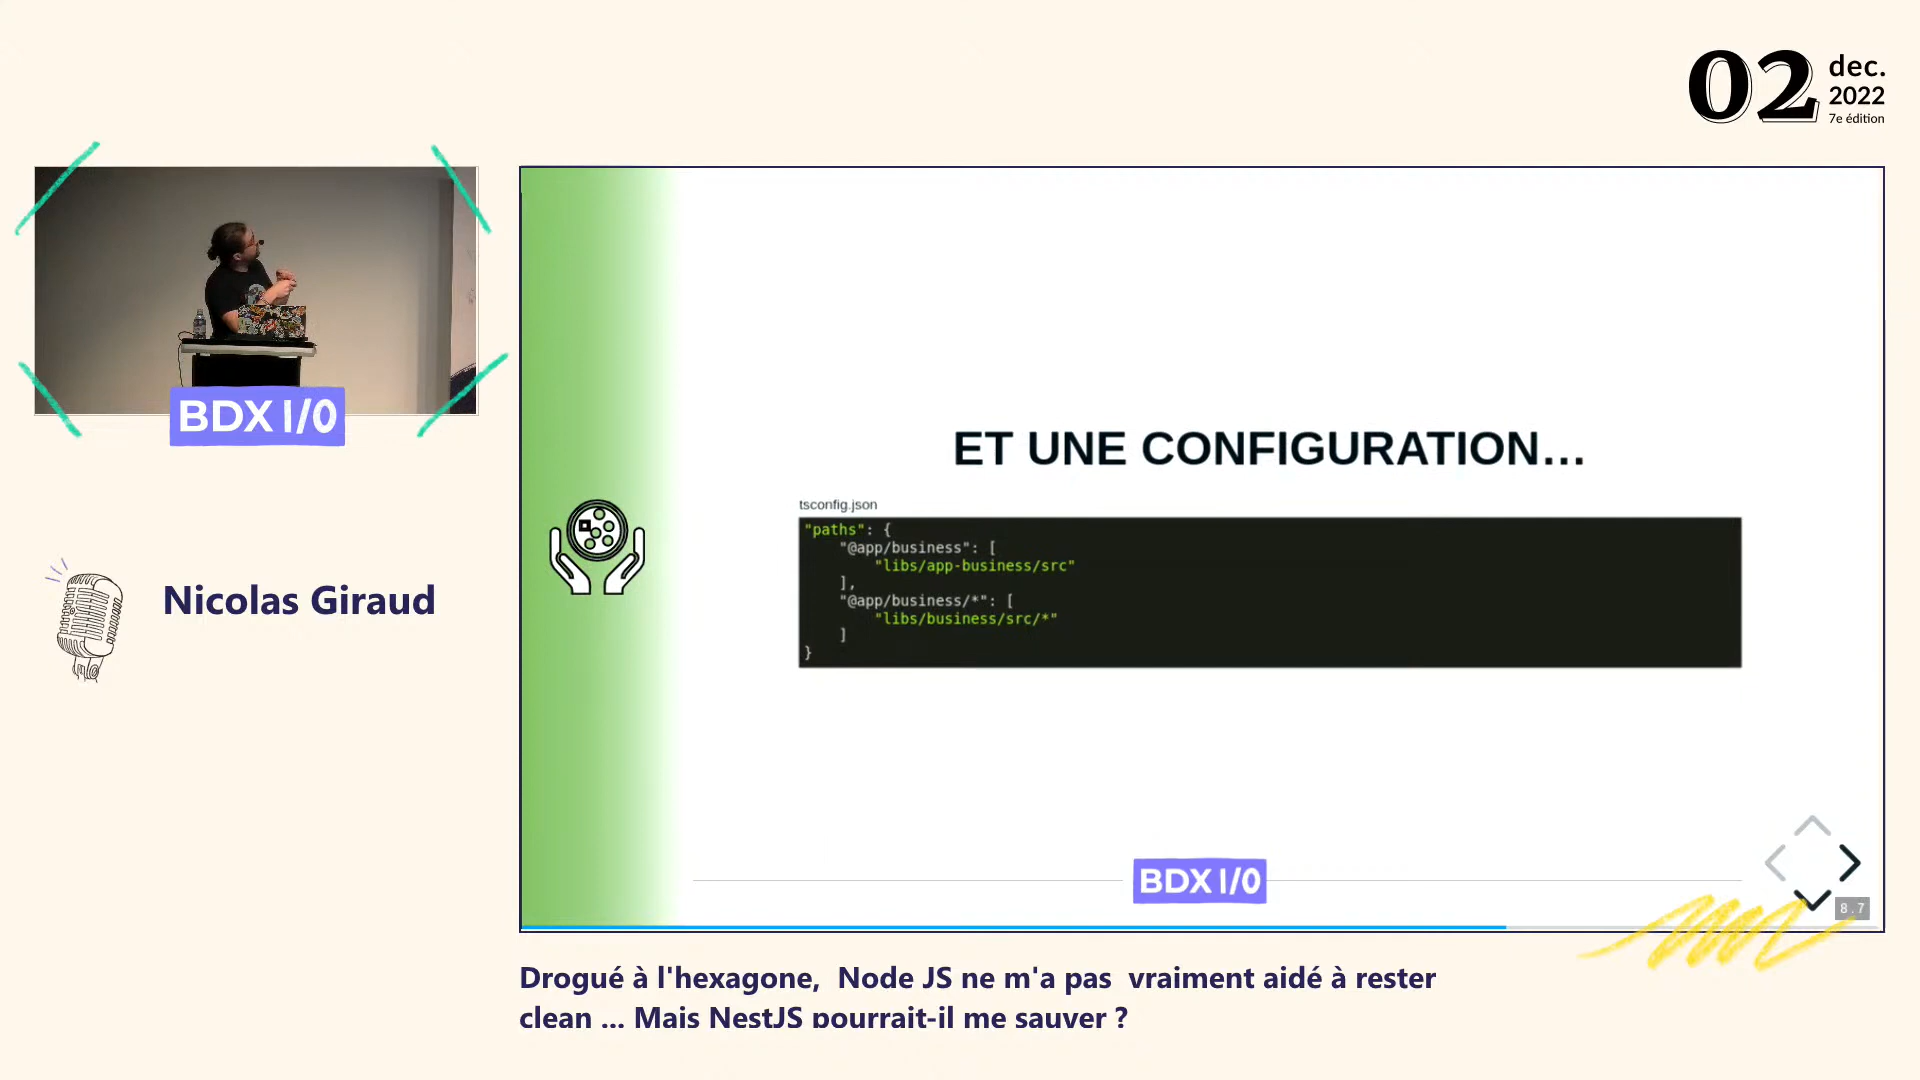 02
dec.
2022
7e édition
BDX I/O
Nicolas Giraud
ET UNE CONFIGURATION...
tsconfig.json
"paths": {
    "@app/business": [
        "libs/app-business/src"
    ],
    "@app/business/*": [
        "libs/business/src/*"
    ]
}
BDX I/O
8.7
Drogué à l'hexagone,  Node JS ne m'a pas  vraiment aidé à rester
clean ... Mais NestJS pourrait-il me sauver ?